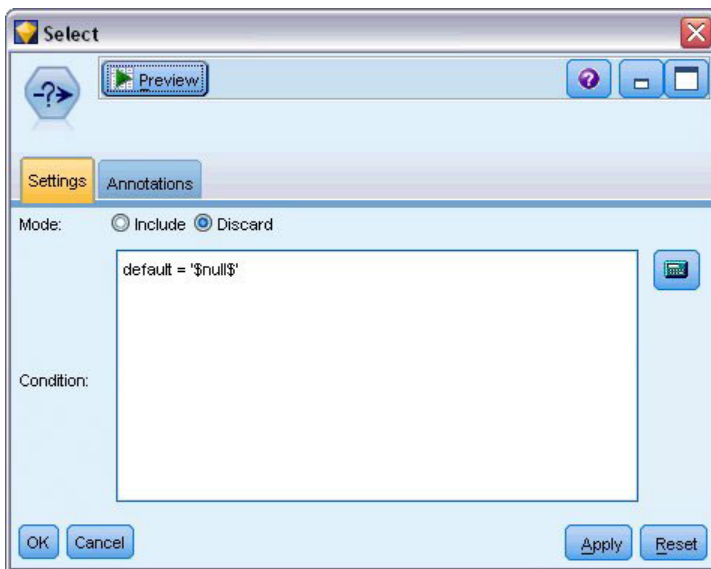 Select
Preview
Settings Annotations
Mode: Include Discard
default = '$null$'
Condition:
OK Cancel Apply Reset